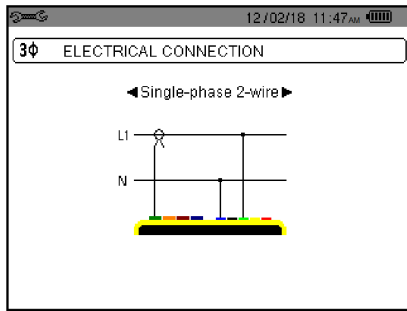 12/02/18 11:47AM
3Φ ELECTRICAL CONNECTION
◄Single-phase 2-wire►
L1
N